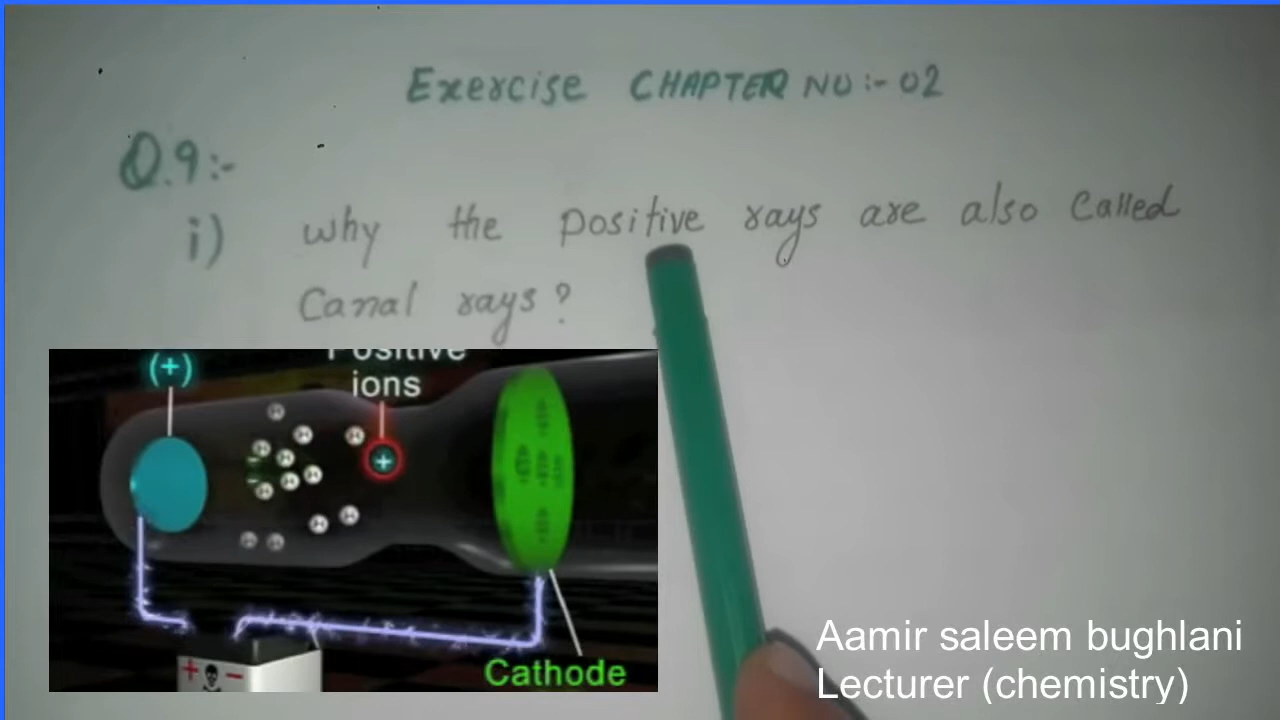 Exercise CHAPTER NO:- 02
Q.9:-
i) why the positive rays are also called
Canal rays?
Positive
(+) ions
+
+ -
Cathode
Aamir saleem bughlani
Lecturer (chemistry)